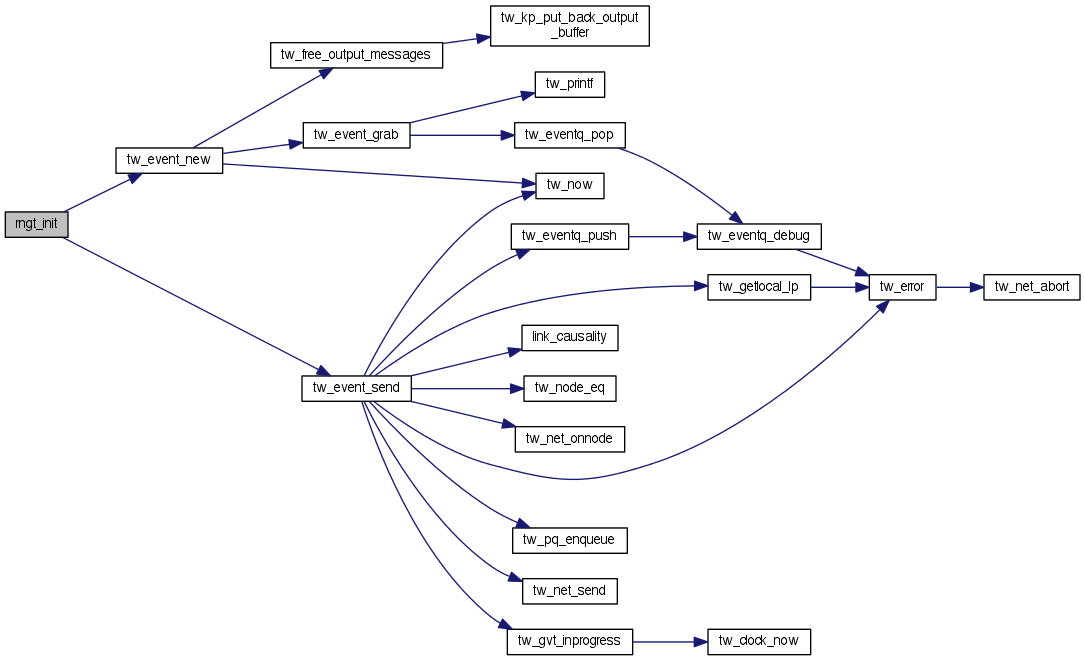 tw_kp_put_back_output
_buffer
tw_free_output_messages
tw_printf
tw_event_grab
tw_eventq_pop
tw_event_new
tw_now
rngt_init
tw_eventq_push
tw_eventq_debug
tw_getlocal_lp
tw_error
tw_net_abort
link_causality
tw_event_send
tw_node_eq
tw_net_onnode
tw_pq_enqueue
tw_net_send
tw_gvt_inprogress
tw_clock_now